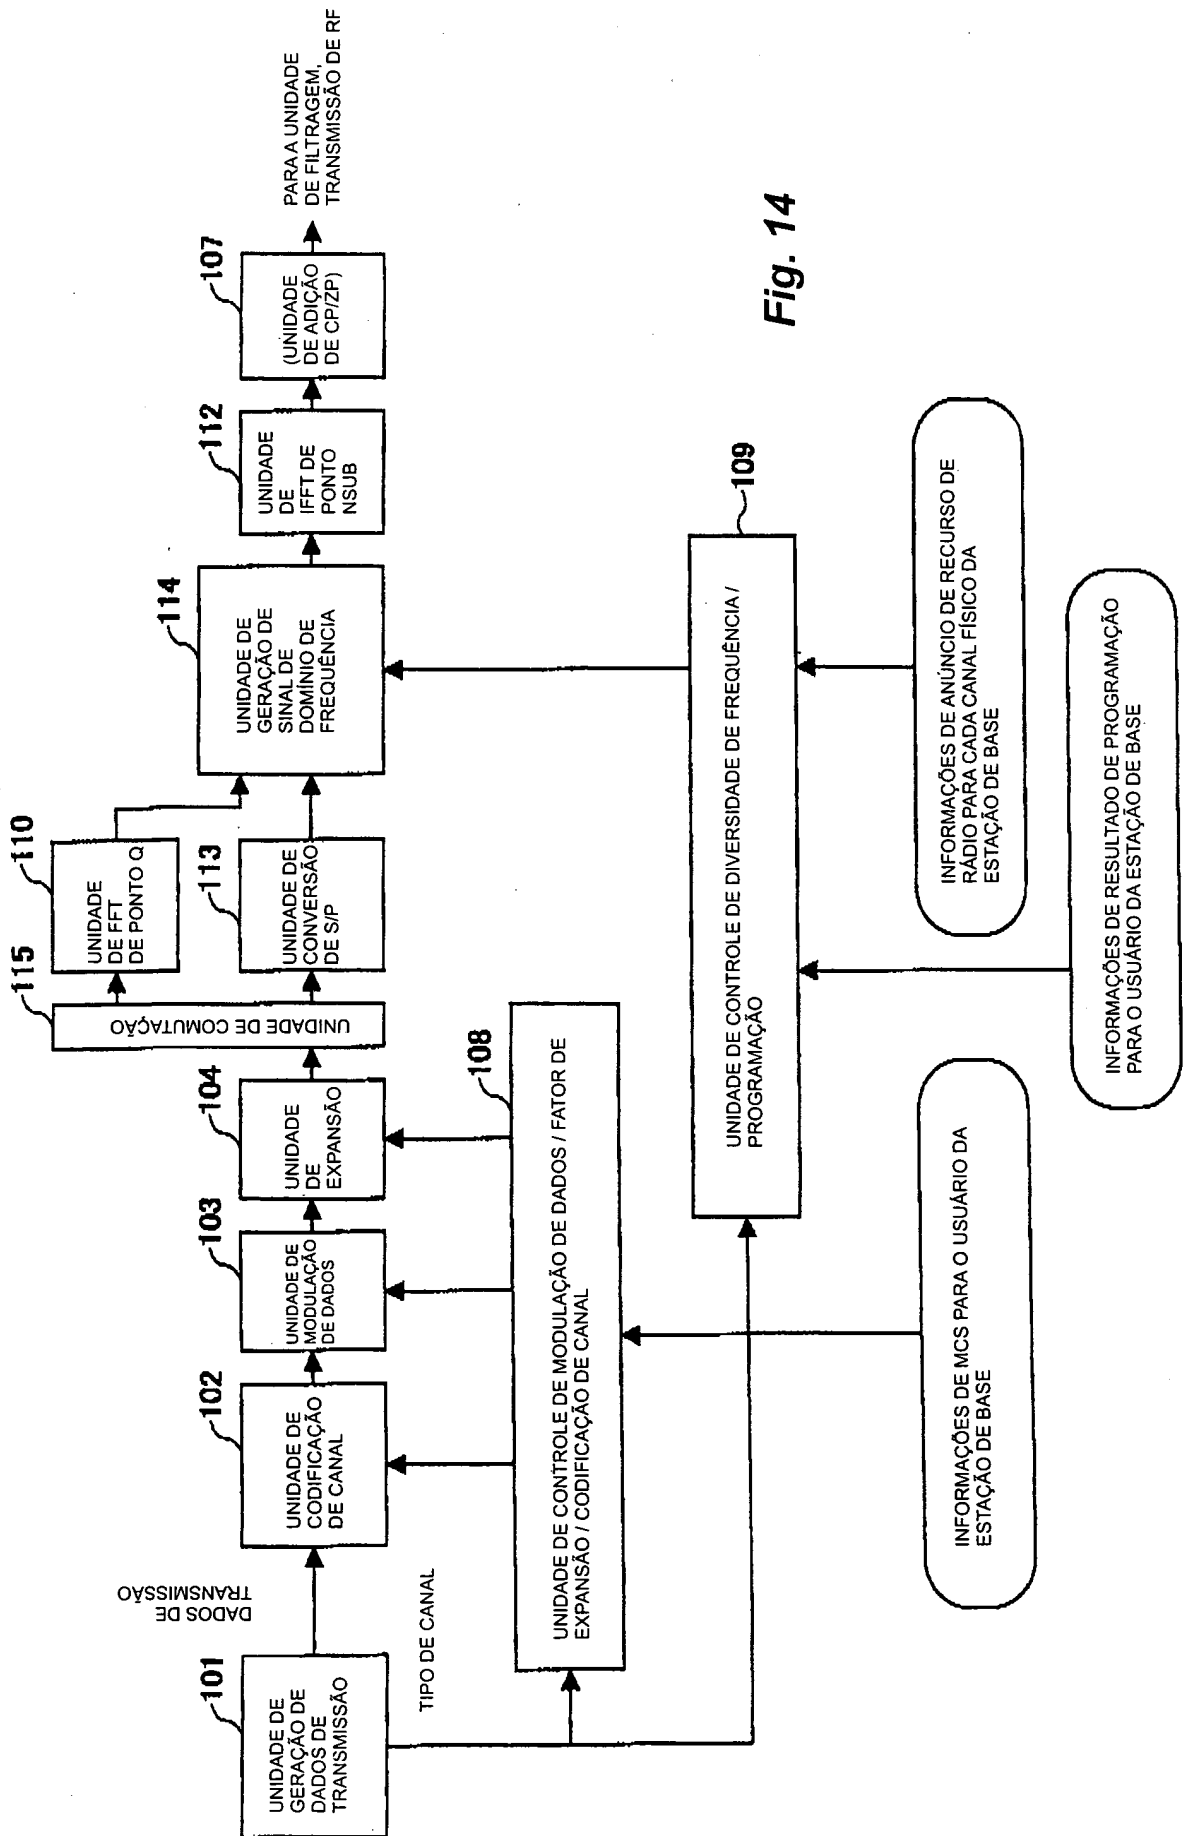 101
UNIDADE DE
GERAÇÃO DE
DADOS DE
TRANSMISSÃO
DADOS DE
TRANSMISSÃO
TIPO DE CANAL
102
UNIDADE DE
CODIFICAÇÃO
DE CANAL
103
UNIDADE DE
MODULAÇÃO
DE DADOS
104
UNIDADE
DE
EXPANSÃO
115
UNIDADE DE COMUTAÇÃO
110
UNIDADE
DE FFT
DE PONTO Q
113
UNIDADE DE
CONVERSÃO
DE S/P
114
UNIDADE DE
GERAÇÃO DE
SINAL DE
DOMÍNIO DE
FREQUÊNCIA
112
UNIDADE
DE
IFFT DE
PONTO
NSUB
107
(UNIDADE
DE ADIÇÃO
DE CP/ZP)
PARA A UNIDADE
DE FILTRAGEM,
TRANSMISSÃO DE RF
108
UNIDADE DE CONTROLE DE MODULAÇÃO DE DADOS / FATOR DE
EXPANSÃO / CODIFICAÇÃO DE CANAL
109
UNIDADE DE CONTROLE DE DIVERSIDADE DE FREQUÊNCIA /
PROGRAMAÇÃO
INFORMAÇÕES DE MCS PARA O USUÁRIO DA
ESTAÇÃO DE BASE
INFORMAÇÕES DE ANÚNCIO DE RECURSO DE
RÁDIO PARA CADA CANAL FÍSICO DA
ESTAÇÃO DE BASE
INFORMAÇÕES DE RESULTADO DE PROGRAMAÇÃO
PARA O USUÁRIO DA ESTAÇÃO DE BASE
Fig. 14